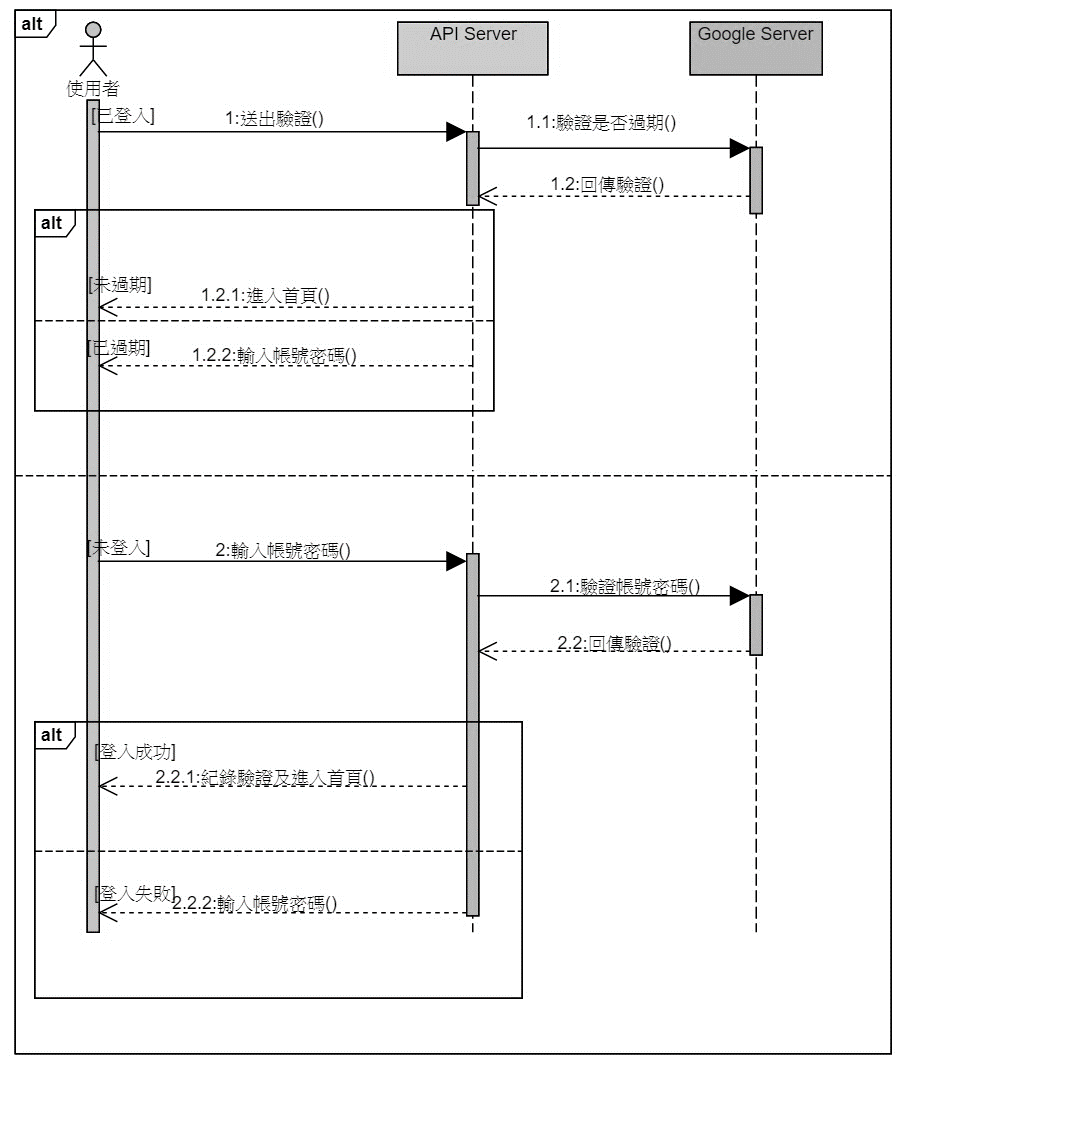 alt
API Server
Google Server
使用者
[已登入]
1:送出驗證()
1.1:驗證是否過期()
1.2:回傳驗證()
alt
[未過期]
1.2.1:進入首頁()
[已過期]
1.2.2:輸入帳號密碼()
[未登入]
2:輸入帳號密碼()
2.1:驗證帳號密碼()
2.2:回傳驗證()
alt
[登入成功]
2.2.1:紀錄驗證及進入首頁()
[登入失敗]
2.2.2:輸入帳號密碼()